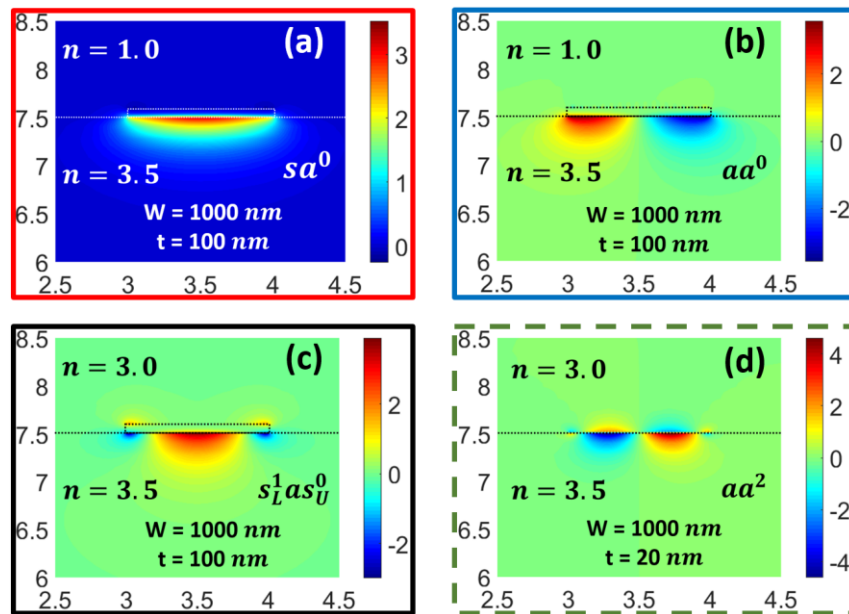 8.5
8
7.5
7
6.5
6
2.5 3 3.5 4 4.5
n = 1.0
(a)
n = 3.5
sa⁰
W = 1000 nm
t = 100 nm
3
2
1
0
8.5
8
7.5
7
6.5
6
2.5 3 3.5 4 4.5
n = 1.0
(b)
n = 3.5
aa⁰
W = 1000 nm
t = 100 nm
2
0
-2
8.5
8
7.5
7
6.5
6
2.5 3 3.5 4 4.5
n = 3.0
(c)
n = 3.5
s¹_L as⁰_U
W = 1000 nm
t = 100 nm
2
0
-2
8.5
8
7.5
7
6.5
6
2.5 3 3.5 4 4.5
n = 3.0
(d)
n = 3.5
aa²
W = 1000 nm
t = 20 nm
4
2
0
-2
-4